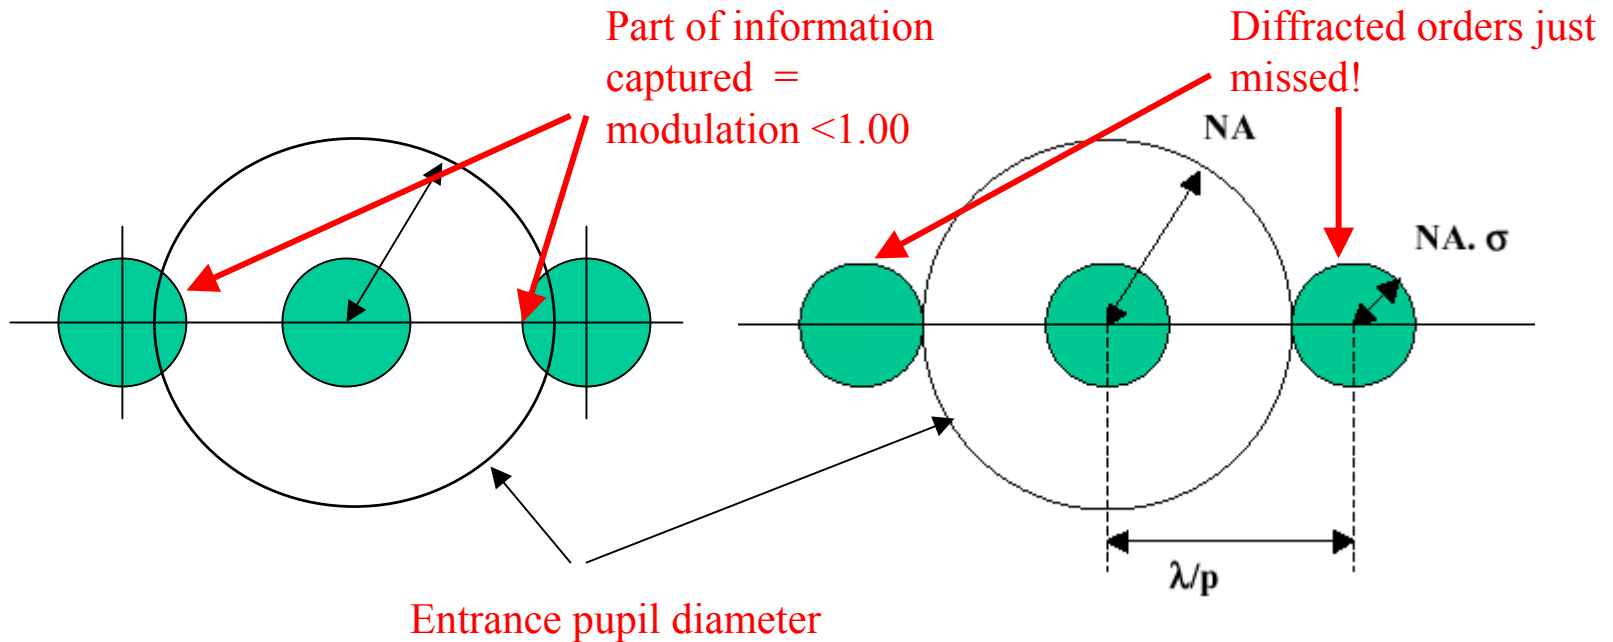 Part of information
captured =
modulation <1.00
Diffracted orders just
missed!
NA
NA. σ
λ/p
Entrance pupil diameter